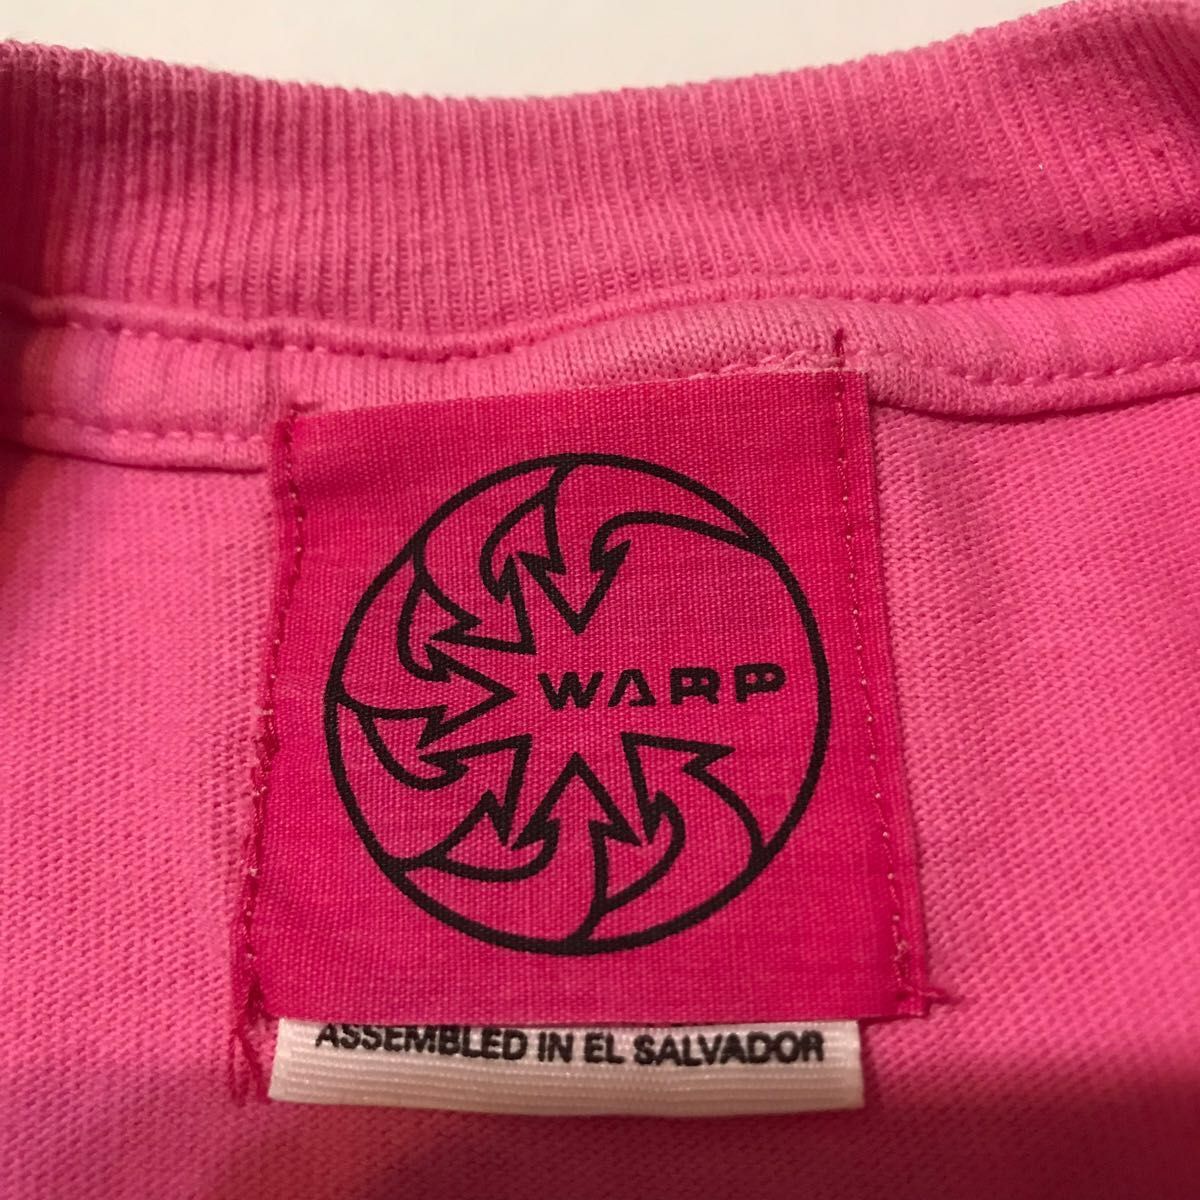 WARP
ASSEMBLED IN EL SALVADOR